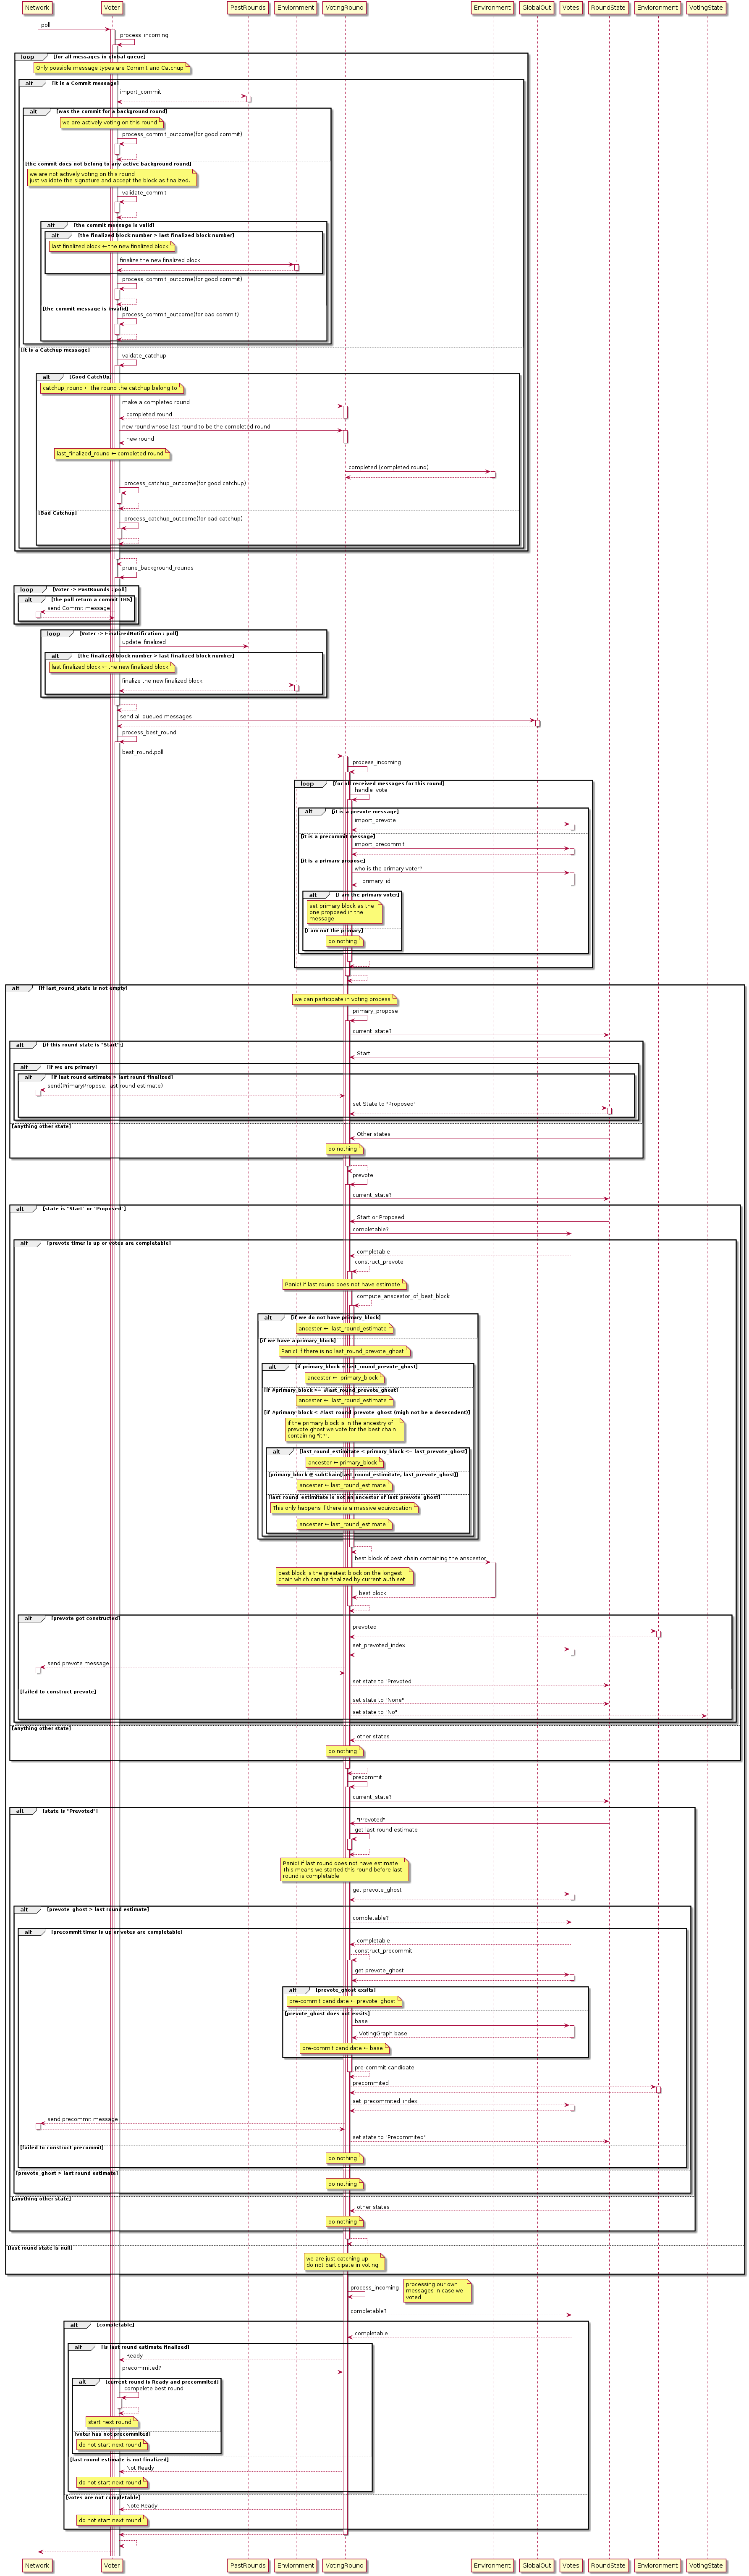 Network Voter PastRounds Enviornment VotingRound Environment GlobalOut Votes RoundState Envioronment VotingState
poll
process_incoming
loop [for all messages in global queue]
Only possible message types are Commit and Catchup
alt [it is a Commit message]
import_commit
alt [was the commit for a background round]
we are actively voting on this round
process_commit_outcome(for good commit)
[the commit does not belong to any active background round]
we are not actively voting on this round
just validate the signature and accept the block as finalized.
validate_commit
alt [the commit message is valid]
alt [the finalized block number > last finalized block number]
last finalized block ← the new finalized block
finalize the new finalized block
process_commit_outcome(for good commit)
[the commit message is invalid]
process_commit_outcome(for bad commit)
[it is a Catchup message]
vaidate_catchup
alt [Good CatchUp]
catchup_round ← the round the catchup belong to
make a completed round
completed round
new round whose last round to be the completed round
new round
last_finalized_round ← completed round
completed (completed round)
process_catchup_outcome(for good catchup)
[Bad Catchup]
process_catchup_outcome(for bad catchup)
prune_background_rounds
loop [Voter -> PastRounds : poll]
alt [the poll return a commit TBS]
send Commit message
loop [Voter -> FinalizedNotification : poll]
update_finalized
alt [the finalized block number > last finalized block number]
last finalized block ← the new finalized block
finalize the new finalized block
send all queued messages
process_best_round
best_round.poll
process_incoming
loop [for all received messages for this round]
handle_vote
alt [it is a prevote message]
import_prevote
[it is a precommit message]
import_precommit
[it is a primary propose]
who is the primary voter?
: primary_id
alt [I am the primary voter]
set primary block as the
one proposed in the
message
[I am not the primary]
do nothing
alt [if last_round_state is not empty]
we can participate in voting process
primary_propose
current_state?
alt [if this round state is "Start":]
Start
alt [if we are primary]
alt [if last round estimate > last round finalized]
send(PrimaryPropose, last round estimate)
set State to "Proposed"
[anything other state]
Other states
do nothing
prevote
current_state?
alt [state is "Start" or "Proposed"]
Start or Proposed
completable?
alt [prevote timer is up or votes are completable]
completable
construct_prevote
Panic! if last round does not have estimate
compute_anscestor_of_best_block
alt [if we do not have primary_block]
ancester ← last_round_estimate
[if we have a primary_block]
Panic! if there is no last_round_prevote_ghost
alt [if primary_block = last_round_prevote_ghost]
ancester ← primary_block
[if #primary_block >= #last_round_prevote_ghost]
ancester ← last_round_estimate
[if #primary_block < #last_round_prevote_ghost (migh not be a desecndent)]
if the primary block is in the ancestry of
prevote ghost we vote for the best chain
containing "it?".
alt [last_round_estimitate < primary_block <= last_prevote_ghost]
ancester ← primary_block
[primary_block ∉ subChain[last_round_estimitate, last_prevote_ghost]]
ancester ← last_round_estimate
[last_round_estimitate is not an ancestor of last_prevote_ghost]
This only happens if there is a massive equivocation
ancester ← last_round_estimate
best block of best chain containing the anscestor
best block is the greatest block on the longest
chain which can be finalized by current auth set
best block
alt [prevote got constructed]
prevoted
set_prevoted_index
send prevote message
set state to "Prevoted"
[failed to construct prevote]
set state to "None"
set state to "No"
[anything other state]
other states
do nothing
precommit
current_state?
alt [state is "Prevoted"]
"Prevoted"
get last round estimate
Panic! if last round does not have estimate
This means we started this round before last
round is completable
get prevote_ghost
alt [prevote_ghost > last round estimate]
completable?
alt [precommit timer is up or votes are completable]
completable
construct_precommit
get prevote_ghost
alt [prevote_ghost exsits]
pre-commit candidate ← prevote_ghost
[prevote_ghost does not exsits]
base
VotingGraph base
pre-commit candidate ← base
pre-commit candidate
precommited
set_precommited_index
send precommit message
set state to "Precommited"
[failed to construct precommit]
do nothing
[prevote_ghost > last round estimate]
do nothing
[anything other state]
other states
do nothing
[last round state is null]
we are just catching up
do not participate in voting
process_incoming
processing our own
messages in case we
voted
completable?
alt [completable]
completable
alt [is last round estimate finalized]
Ready
precommited?
alt [current round is Ready and precommited]
compelete best round
start next round
[voter has not precommited]
do not start next round
[last round estimate is not finalized]
Not Ready
do not start next round
[votes are not completable]
Note Ready
do not start next round
Network Voter PastRounds Enviornment VotingRound Environment GlobalOut Votes RoundState Envioronment VotingState